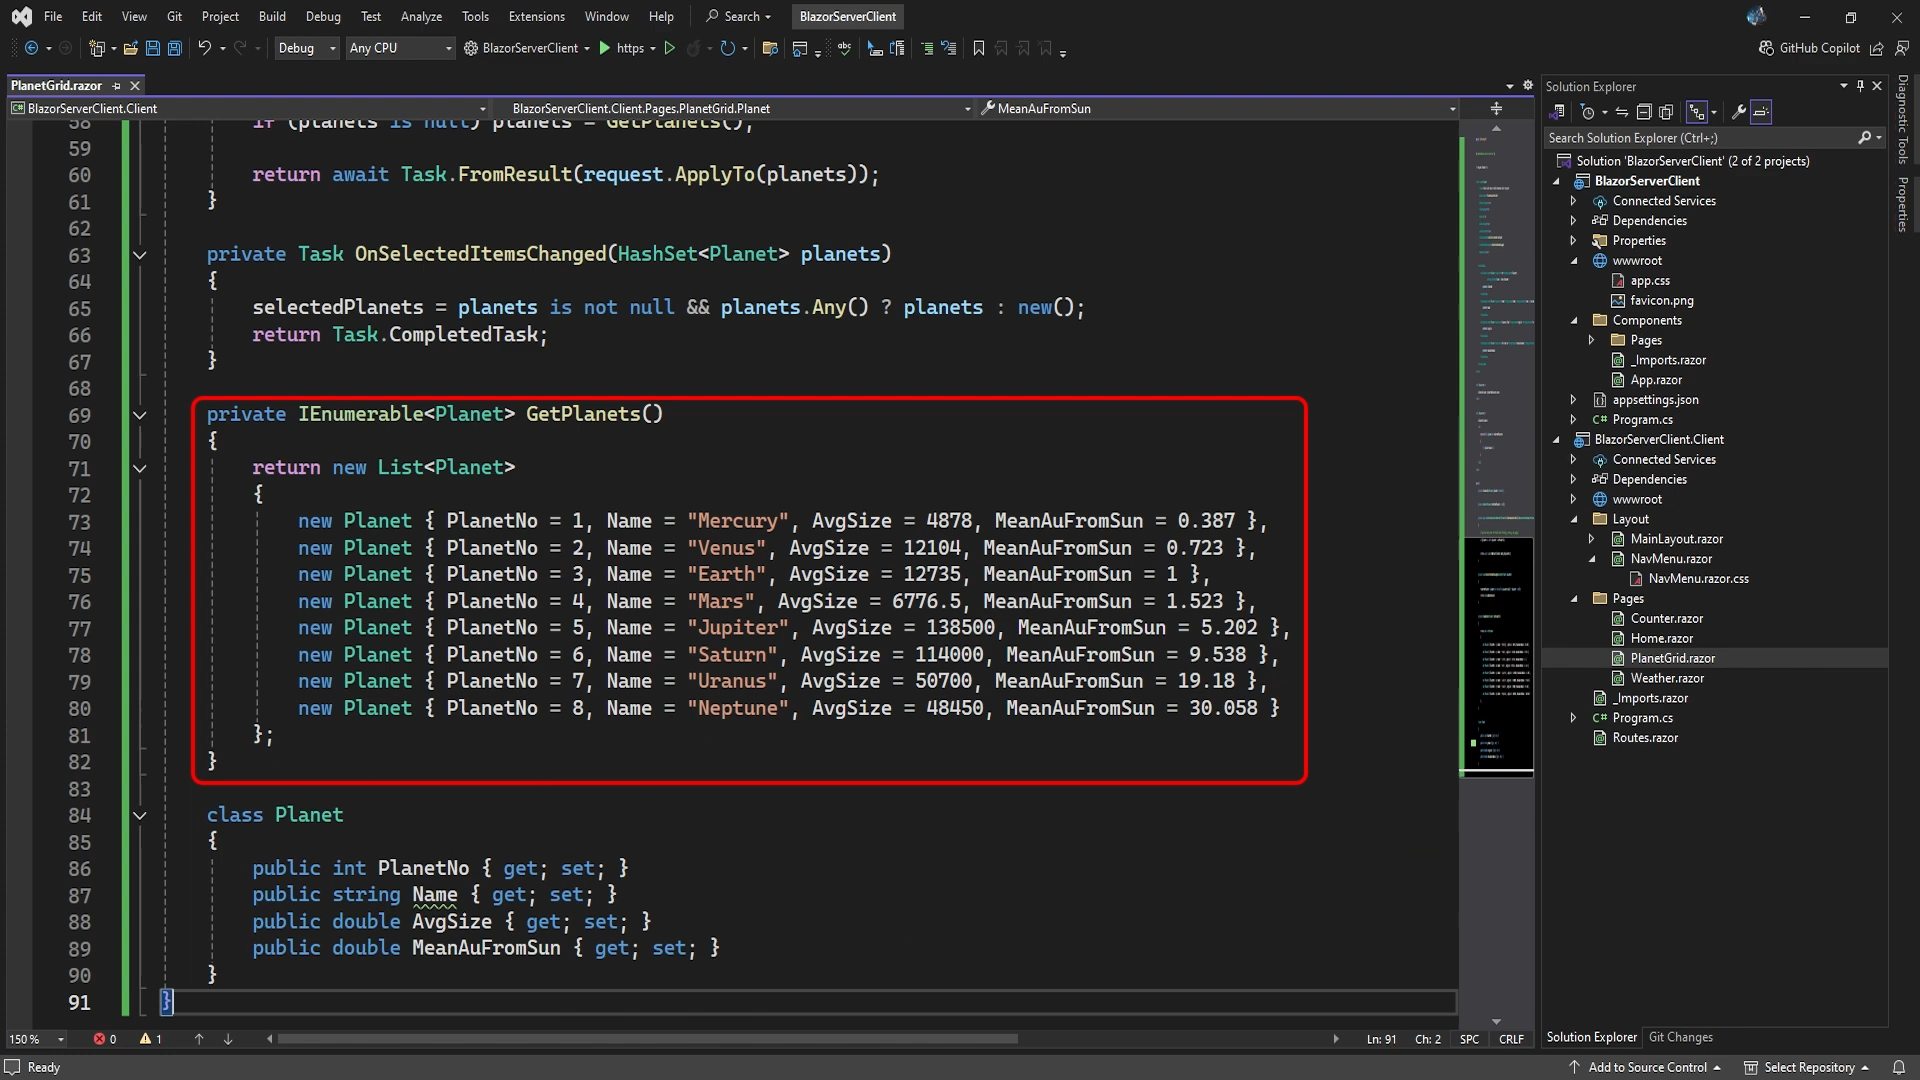 File Edit View Git Project Build Debug Test Analyze Tools Extensions Window Help Search BlazorServerClient
Debug Any CPU BlazorServerClient https GitHub Copilot
PlanetGrid.razor
BlazorServerClient.Client BlazorServerClient.Client.Pages.PlanetGrid.Planet MeanAuFromSun
58 if (planets is null) planets = GetPlanets();
59
60 return await Task.FromResult(request.ApplyTo(planets));
61 }
62
63 private Task OnSelectedItemsChanged(HashSet<Planet> planets)
64 {
65 selectedPlanets = planets is not null && planets.Any() ? planets : new();
66 return Task.CompletedTask;
67 }
68
69 private IEnumerable<Planet> GetPlanets()
70 {
71 return new List<Planet>
72 {
73 new Planet { PlanetNo = 1, Name = "Mercury", AvgSize = 4878, MeanAuFromSun = 0.387 },
74 new Planet { PlanetNo = 2, Name = "Venus", AvgSize = 12104, MeanAuFromSun = 0.723 },
75 new Planet { PlanetNo = 3, Name = "Earth", AvgSize = 12735, MeanAuFromSun = 1 },
76 new Planet { PlanetNo = 4, Name = "Mars", AvgSize = 6776.5, MeanAuFromSun = 1.523 },
77 new Planet { PlanetNo = 5, Name = "Jupiter", AvgSize = 138500, MeanAuFromSun = 5.202 },
78 new Planet { PlanetNo = 6, Name = "Saturn", AvgSize = 114000, MeanAuFromSun = 9.538 },
79 new Planet { PlanetNo = 7, Name = "Uranus", AvgSize = 50700, MeanAuFromSun = 19.18 },
80 new Planet { PlanetNo = 8, Name = "Neptune", AvgSize = 48450, MeanAuFromSun = 30.058 }
81 };
82 }
83
84 class Planet
85 {
86 public int PlanetNo { get; set; }
87 public string Name { get; set; }
88 public double AvgSize { get; set; }
89 public double MeanAuFromSun { get; set; }
90 }
91 }
150 % 0 1 Ln: 91 Ch: 2 SPC CRLF
Solution Explorer
Search Solution Explorer (Ctrl+;)
Solution 'BlazorServerClient' (2 of 2 projects)
BlazorServerClient
Connected Services
Dependencies
Properties
wwwroot
app.css
favicon.png
Components
Pages
_Imports.razor
App.razor
appsettings.json
C# Program.cs
BlazorServerClient.Client
Connected Services
Dependencies
wwwroot
Layout
MainLayout.razor
NavMenu.razor
NavMenu.razor.css
Pages
Counter.razor
Home.razor
PlanetGrid.razor
Weather.razor
_Imports.razor
C# Program.cs
Routes.razor
Solution Explorer Git Changes
Diagnostic Tools
Properties
Ready Add to Source Control Select Repository